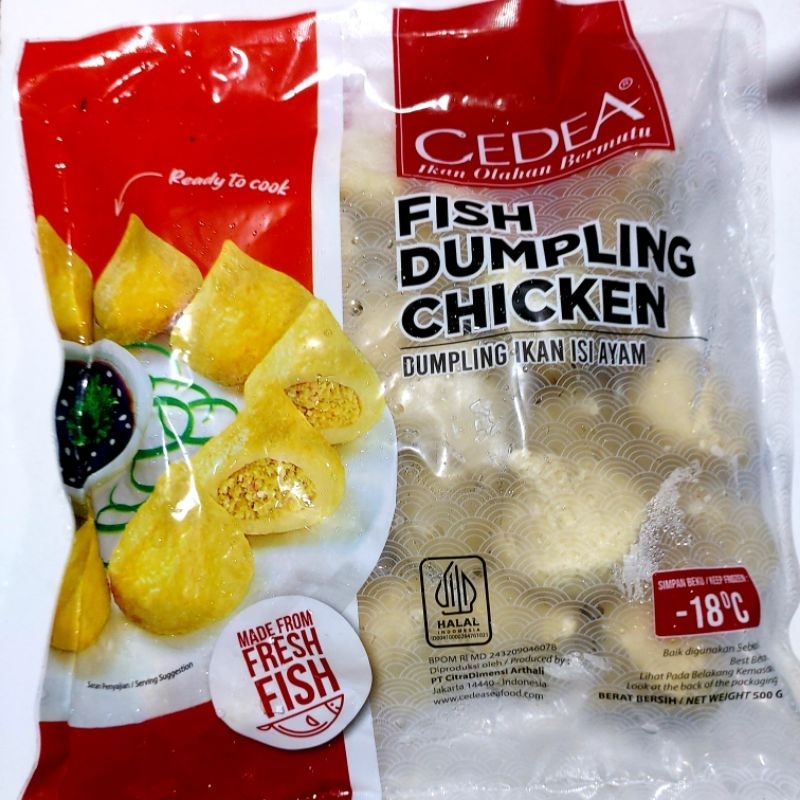 CEDEA®
Ikan Olahan Bermutu
Ready to cook
FISH
DUMPLING
CHICKEN
DUMPLING IKAN ISI AYAM
HALAL
INDONESIA
SIMPAN BEKU / KEEP FROZEN:
-18°C
MADE FROM
FRESH
FISH
Saran Penyajian / Serving Suggestion
BPOM RI MD 243209046078
Diproduksi oleh / Produced by:
PT CitraDimensi Arthali
Jakarta 14440 - Indonesia
www.cedeaseafood.com
Baik digunakan
Best
Lihat Pada Belakang
Look at the back of the packaging
BERAT BERSIH / NET WEIGHT 500 G